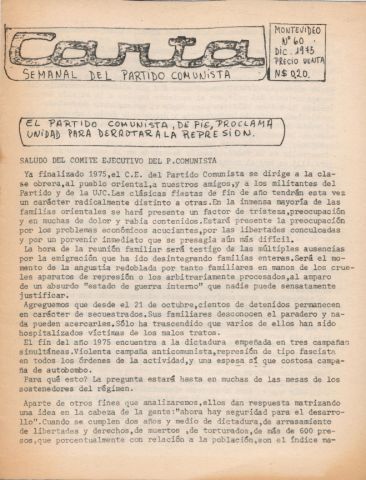 Carta
SEMANAL DEL PARTIDO COMUNISTA
MONTEVIDEO
Nº 60
DIC. 1975
PRECIO VENTA
N$ 0,20.
EL PARTIDO COMUNISTA, DE PIE, PROCLAMA
UNIDAD PARA DERROTAR A LA REPRESION.
SALUDO DEL COMITE EJECUTIVO DEL P.COMUNISTA
Ya finalizado 1975,el C.E. del Partido Comunista se dirige a la cla-
se obrera,al pueblo oriental,a nuestros amigos,y a los militantes del
Partido y de la UJC.Las clásicas fiestas de fin de año tendrán esta vez
un carácter radicalmente distinto a otras.En la inmensa mayoría de las
familias orientales se hará presente un factor de tristeza,preocupación
y en muchas de dolor y rabia contenidos.Estará presente la preocupación
por los problemas económicos acuciantes,por las libertades conculcadas
y por un porvenir inmediato que se presagia aún más difícil.
La hora de la reunión familiar será testigo de las múltiples ausencias
por la emigración que ha ido desintegrando familias enteras.Será el mo-
mento de la angustia redoblada por tanto familiares en manos de los crue-
les aparatos de represión o los arbitrariamente procesados,al amparo
de un absurdo "estado de guerra interno" que nadie puede sensatamente
justificar.
Agreguemos que desde el 21 de octubre,cientos de detenidos permanecen
en carácter de secuestrados.Sus familiares desconocen el paradero y na-
da pueden acercarles.Sólo ha trascendido que varios de ellos han sido
hospitalizados víctimas de los malos tratos.
El fin del año 1975 encuentra a la dictadura empeñada en tres campañas
simultáneas.Violenta campaña anticomunista,represión de tipo fascista
en todos los órdenes de la actividad,y una espesa sí que costosa campa-
ña de autobombo.
Para qué esto? La pregunta estará hasta en muchas de las mesas de los
sostenedores del régimen.
Aparte de otros fines que analizaremos,ellos dan respuesta matrizando
una idea en la cabeza de la gente:"ahora hay seguridad para el desarro-
llo".Cuando se cumplen dos años y medio de dictadura,de arrasamiento
de libertades y derechos,de muertos ,de torturados,de más de 600 pre-
sos,que porcentualmente con relación a la población,son el índice ma-